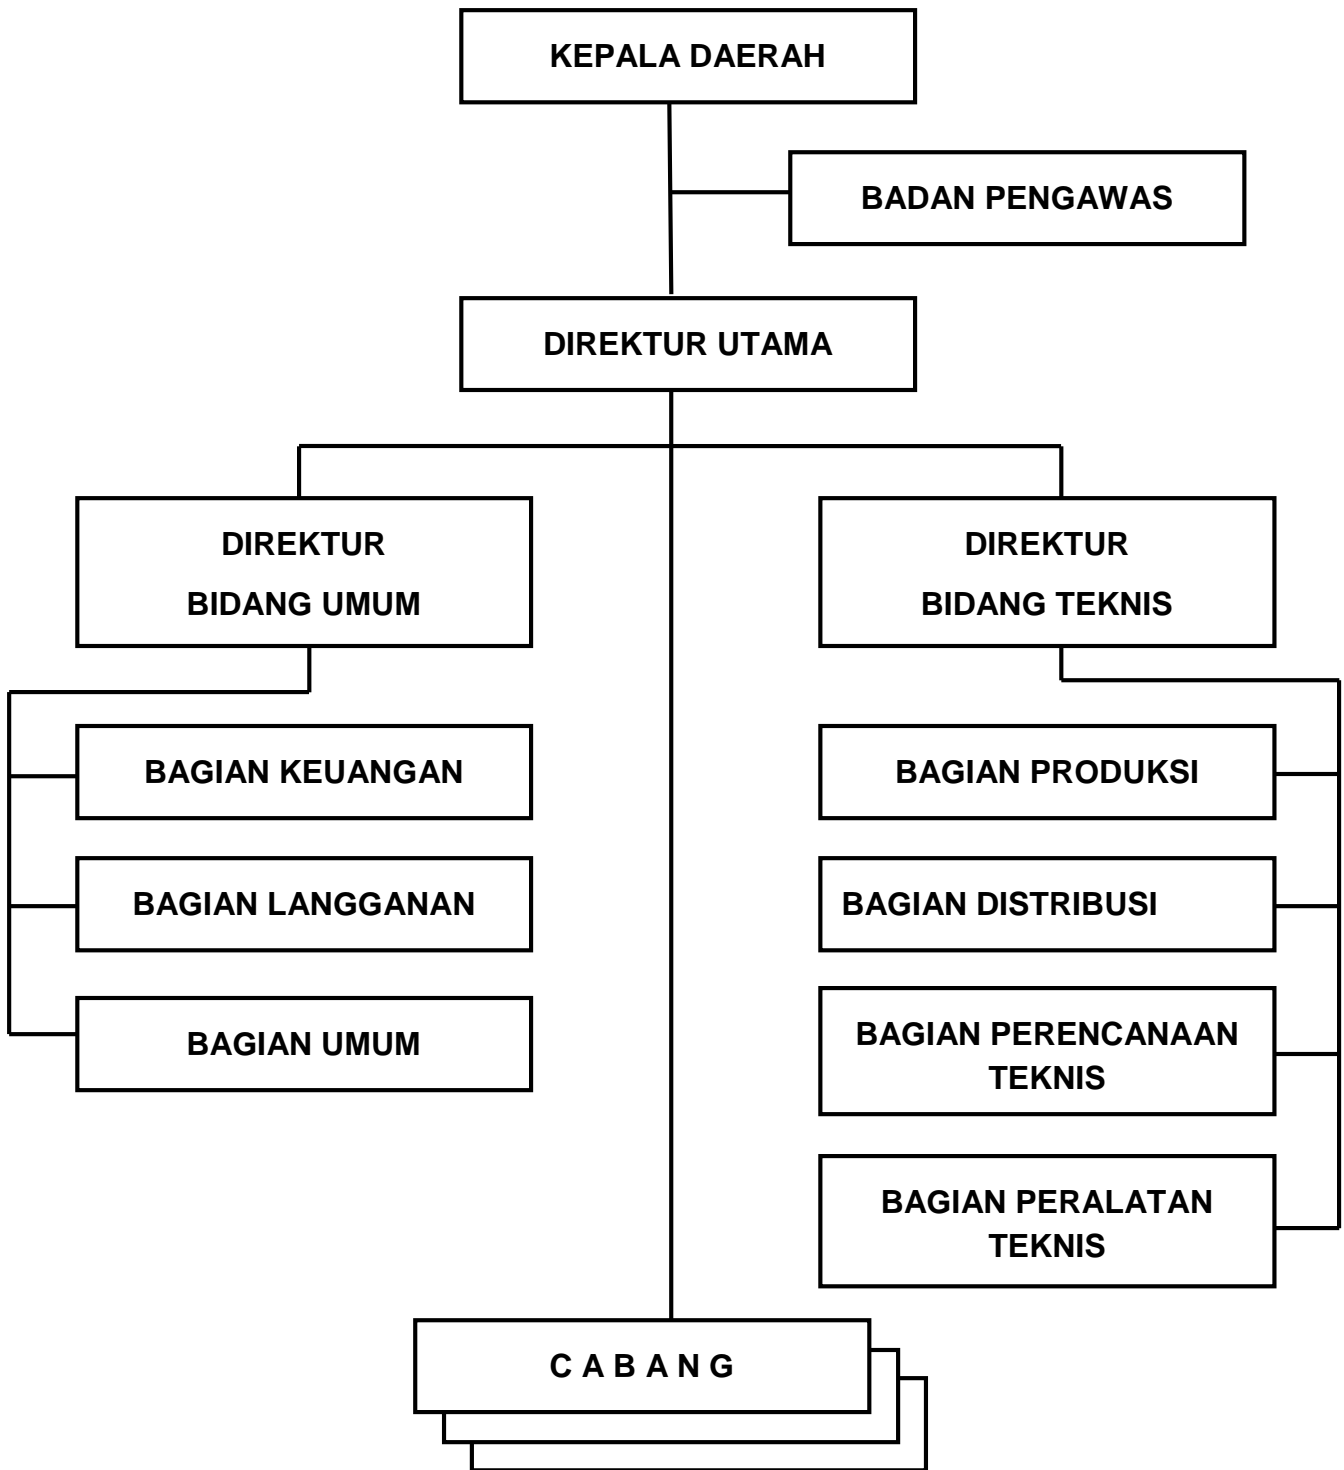 KEPALA DAERAH
BADAN PENGAWAS
DIREKTUR UTAMA
DIREKTUR
BIDANG UMUM
DIREKTUR
BIDANG TEKNIS
BAGIAN KEUANGAN
BAGIAN LANGGANAN
BAGIAN UMUM
BAGIAN PRODUKSI
BAGIAN DISTRIBUSI
BAGIAN PERENCANAAN
TEKNIS
BAGIAN PERALATAN
TEKNIS
C A B A N G